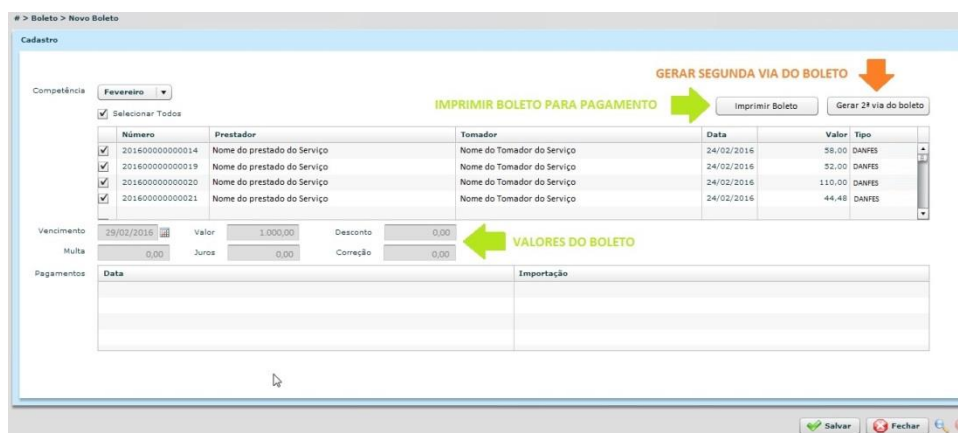 # > Boleto > Novo Boleto
Cadastro
GERAR SEGUNDA VIA DO BOLETO
Competência Fevereiro
IMPRIMIR BOLETO PARA PAGAMENTO Imprimir Boleto Gerar 2ª via do boleto
Selecionar Todos
Número Prestador Tomador Data Valor Tipo
201600000000014 Nome do prestado do Serviço Nome do Tomador do Serviço 24/02/2016 58,00 DANFES
201600000000019 Nome do prestado do Serviço Nome do Tomador do Serviço 24/02/2016 52,00 DANFES
201600000000020 Nome do prestado do Serviço Nome do Tomador do Serviço 24/02/2016 110,00 DANFES
201600000000021 Nome do prestado do Serviço Nome do Tomador do Serviço 24/02/2016 44,48 DANFES
Vencimento 29/02/2016 Valor 1.000,00 Desconto 0,00
VALORES DO BOLETO
Multa 0,00 Juros 0,00 Correção 0,00
Pagamentos Data Importação
Salvar Fechar